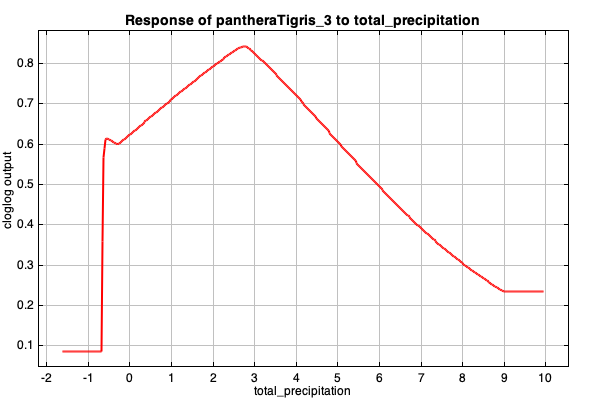 Response of pantheraTigris_3 to total_precipitation
cloglog output
0.8
0.7
0.6
0.5
0.4
0.3
0.2
0.1
-2 -1 0 1 2 3 4 5 6 7 8 9 10
total_precipitation